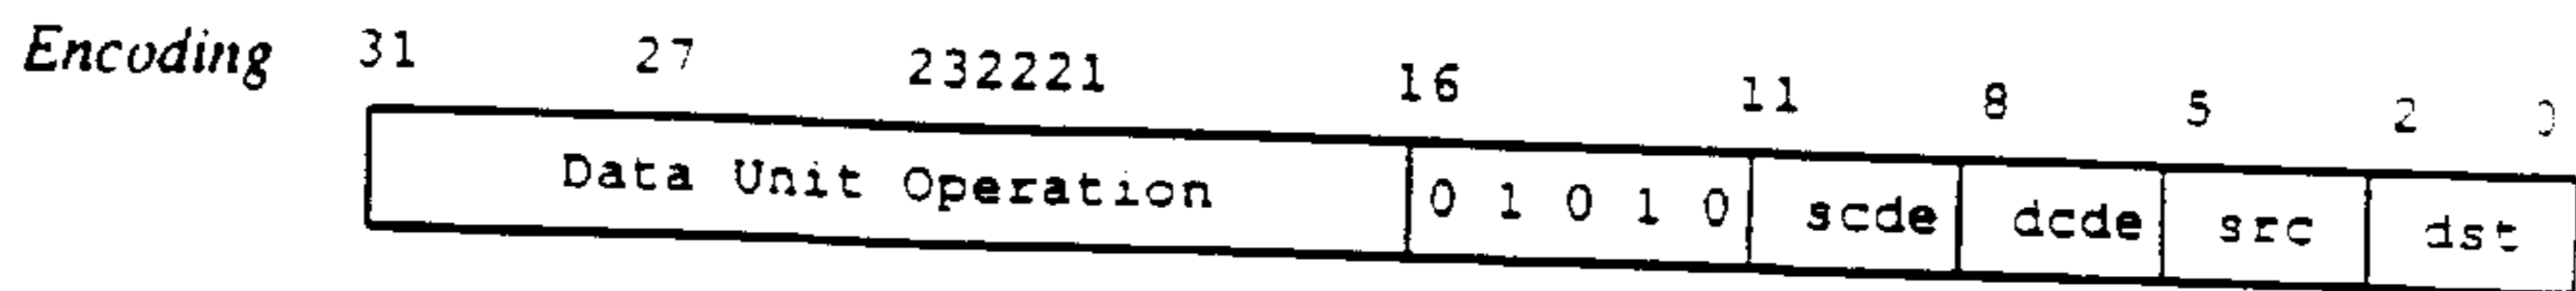 Encoding 31 27 232221 16 11 8 5 2 0
Data Unit Operation 0 1 0 1 0 scde dcde src dst